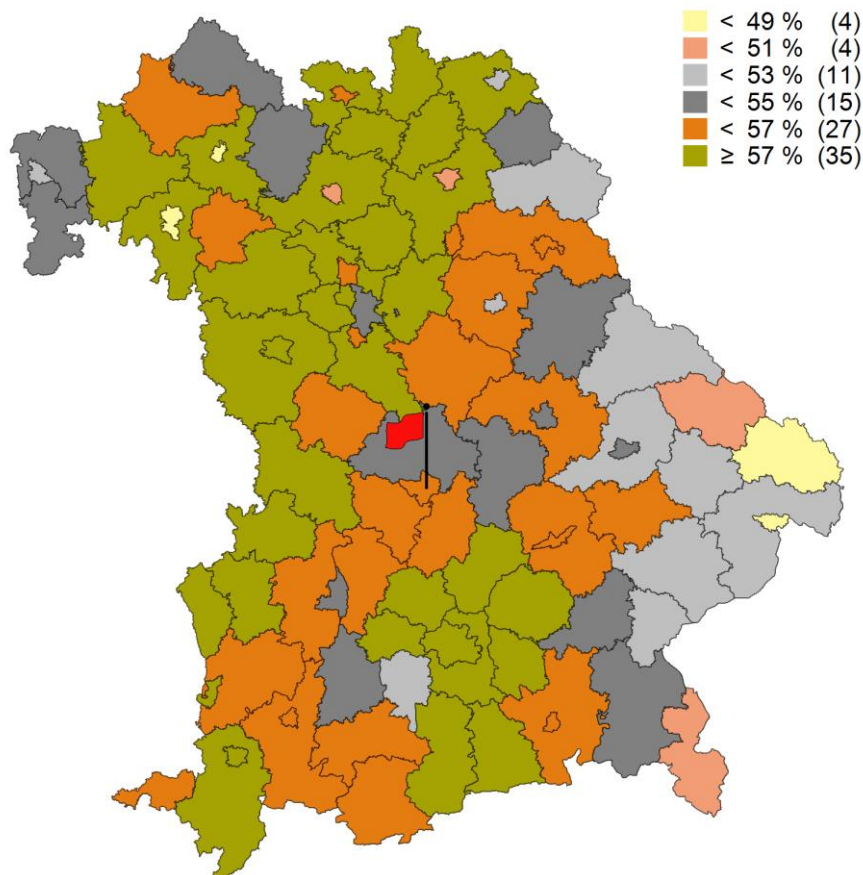 < 49 % (4)
< 51 % (4)
< 53 % (11)
< 55 % (15)
< 57 % (27)
≥ 57 % (35)